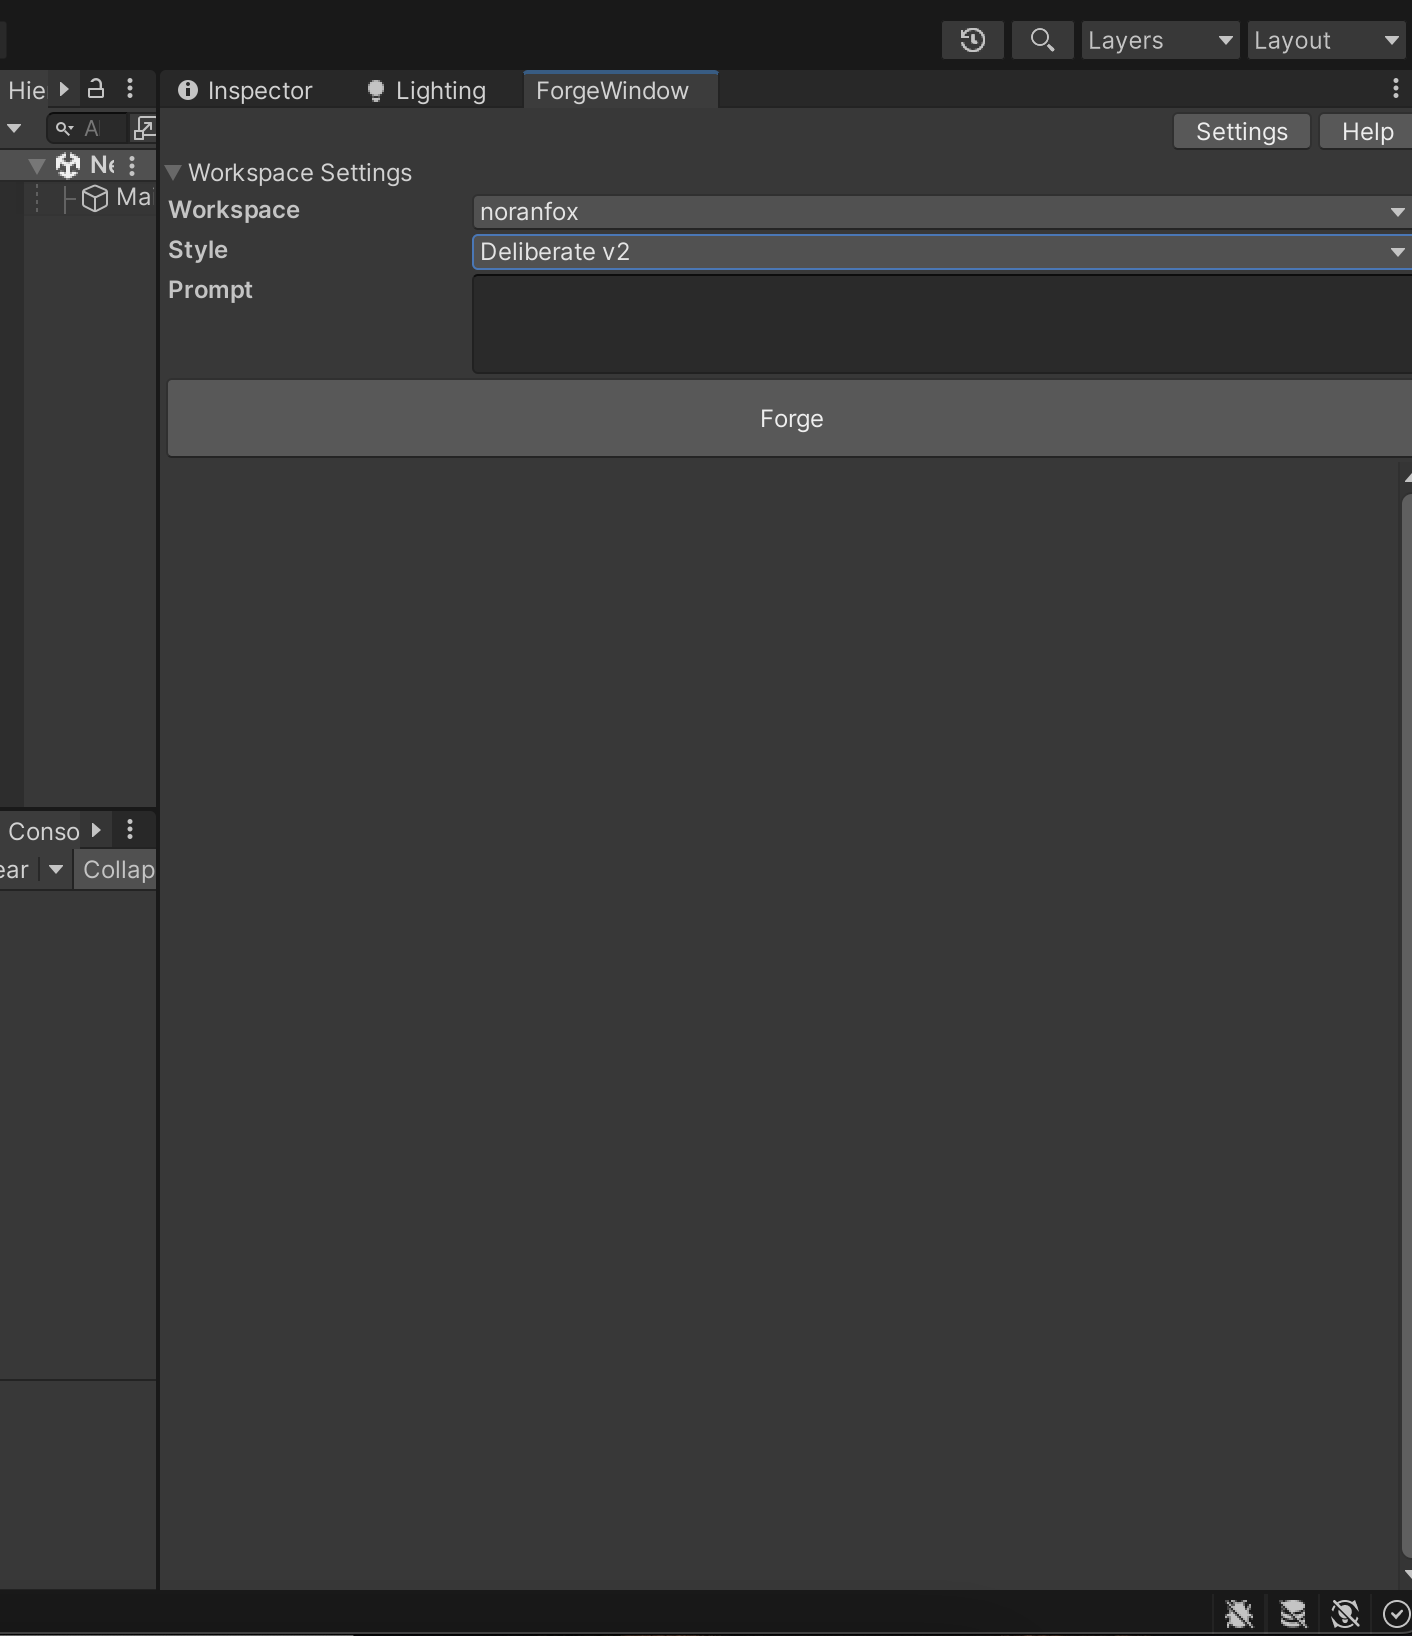 Layers
Layout
Hie
Inspector
Lighting
ForgeWindow
Settings
Help
Workspace Settings
Workspace
noranfox
Style
Deliberate v2
Prompt
Forge
Al
Ne
Mai
Conso
ear
Collap